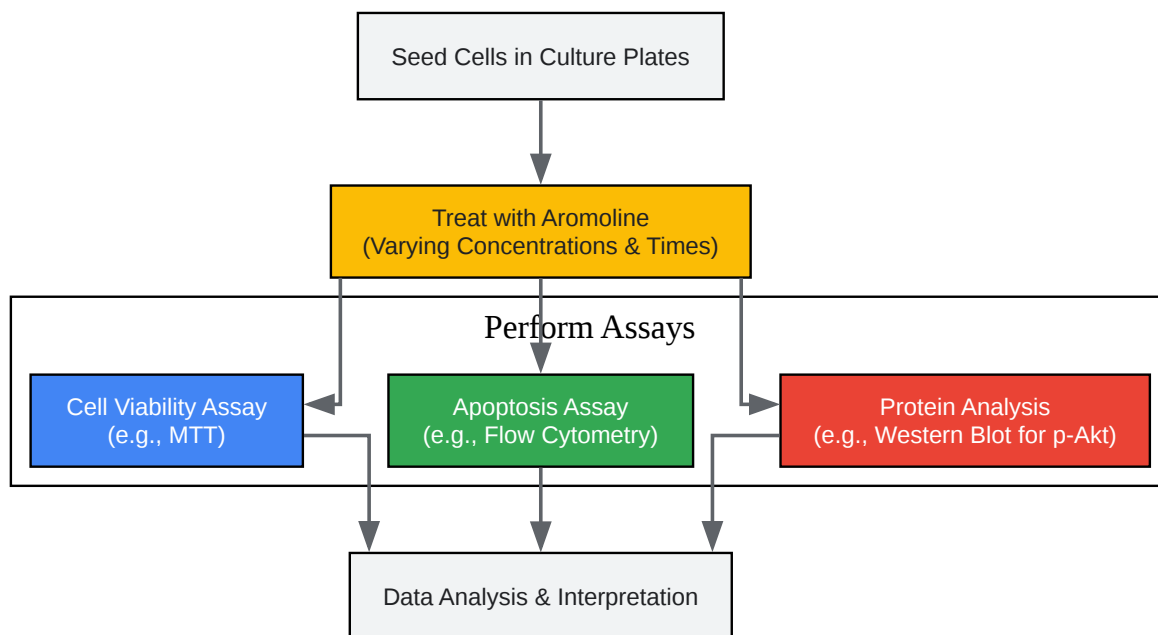 Seed Cells in Culture Plates
Treat with Aromoline
(Varying Concentrations & Times)
Perform Assays
Cell Viability Assay
(e.g., MTT)
Apoptosis Assay
(e.g., Flow Cytometry)
Protein Analysis
(e.g., Western Blot for p-Akt)
Data Analysis & Interpretation